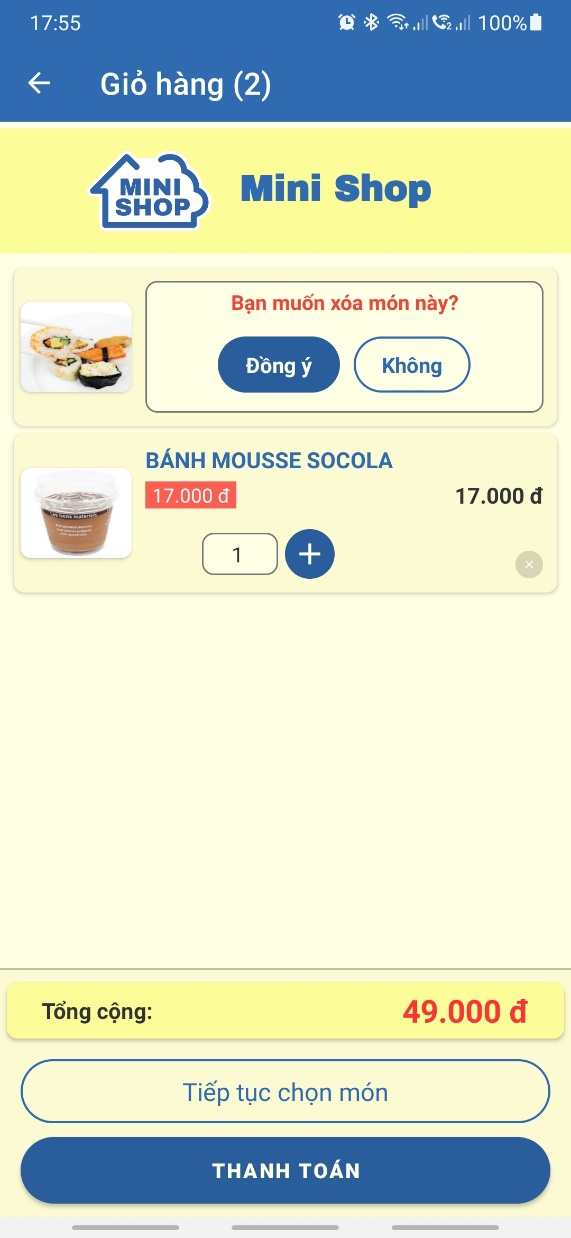 17:55
100%
Giỏ hàng (2)
MINI
SHOP
Mini Shop
Bạn muốn xóa món này?
Đồng ý
Không
BÁNH MOUSSE SOCOLA
17.000 đ
17.000 đ
1
Tổng cộng:
49.000 đ
Tiếp tục chọn món
THANH TOÁN